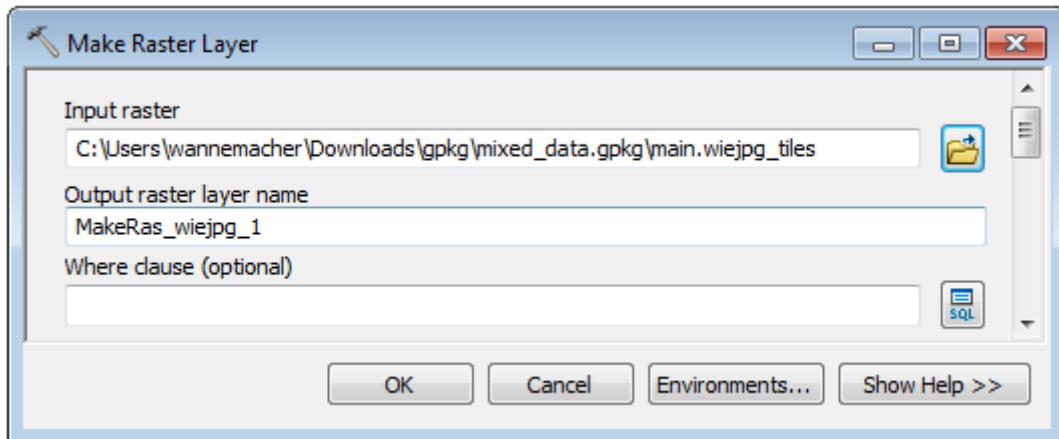 Make Raster Layer
Input raster
C:\Users\wannemacher\Downloads\gpkg\mixed_data.gpkg\main.wiejpg_tiles
Output raster layer name
MakeRas_wiejpg_1
Where clause (optional)
SQL
OK Cancel Environments... Show Help >>